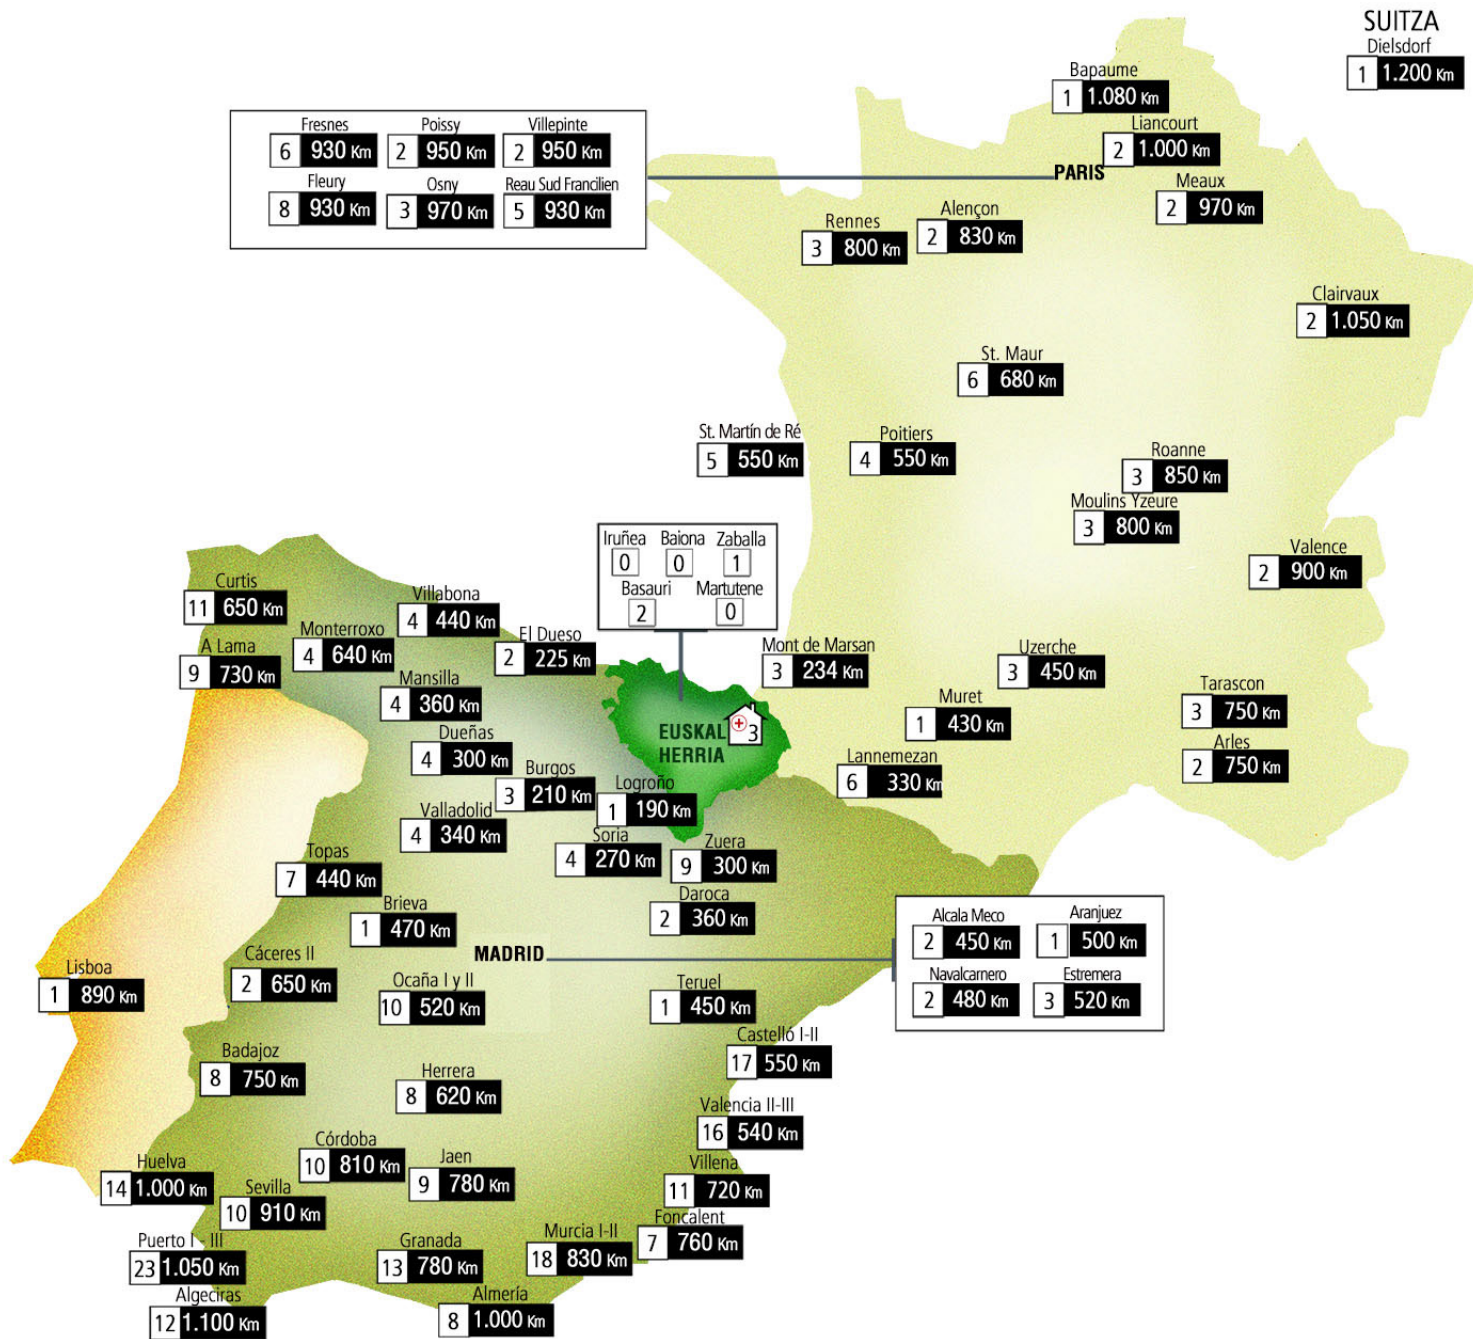 SUITZA
Dielsdorf
1 1.200 Km
Bapaume
1 1.080 Km
Liancourt
2 1.000 Km
PARIS
Fresnes
6 930 Km
Poissy
2 950 Km
Villepinte
2 950 Km
Fleury
8 930 Km
Osny
3 970 Km
Reau Sud Francilien
5 930 Km
Meaux
2 970 Km
Alençon
2 830 Km
Rennes
3 800 Km
Clairvaux
2 1.050 Km
St. Maur
6 680 Km
St. Martín de Ré
5 550 Km
Poitiers
4 550 Km
Roanne
3 850 Km
Moulins Yzeure
3 800 Km
Valence
2 900 Km
Iruñea
0
Baiona
0
Zaballa
1
Basauri
2
Martutene
0
Curtis
11 650 Km
Villabona
4 440 Km
Monterroxo
4 640 Km
El Dueso
2 225 Km
A Lama
9 730 Km
Mansilla
4 360 Km
Mont de Marsan
3 234 Km
Uzerche
3 450 Km
Muret
1 430 Km
Tarascon
3 750 Km
Arles
2 750 Km
Lannemezan
6 330 Km
EUSKAL
HERRIA
3
Dueñas
4 300 Km
Burgos
3 210 Km
Logroño
1 190 Km
Valladolid
4 340 Km
Soria
4 270 Km
Zuera
9 300 Km
Topas
7 440 Km
Daroca
2 360 Km
Brieva
1 470 Km
MADRID
Alcala Meco
2 450 Km
Aranjuez
1 500 Km
Navalcarnero
2 480 Km
Estremera
3 520 Km
Lisboa
1 890 Km
Cáceres II
2 650 Km
Ocaña I y II
10 520 Km
Teruel
1 450 Km
Castelló I-II
17 550 Km
Badajoz
8 750 Km
Herrera
8 620 Km
Valencia II-III
16 540 Km
Córdoba
10 810 Km
Jaen
9 780 Km
Villena
11 720 Km
Huelva
14 1.000 Km
Sevilla
10 910 Km
Foncalent
7 760 Km
Puerto I - III
23 1.050 Km
Granada
13 780 Km
Murcia I-II
18 830 Km
Algeciras
12 1.100 Km
Almería
8 1.000 Km